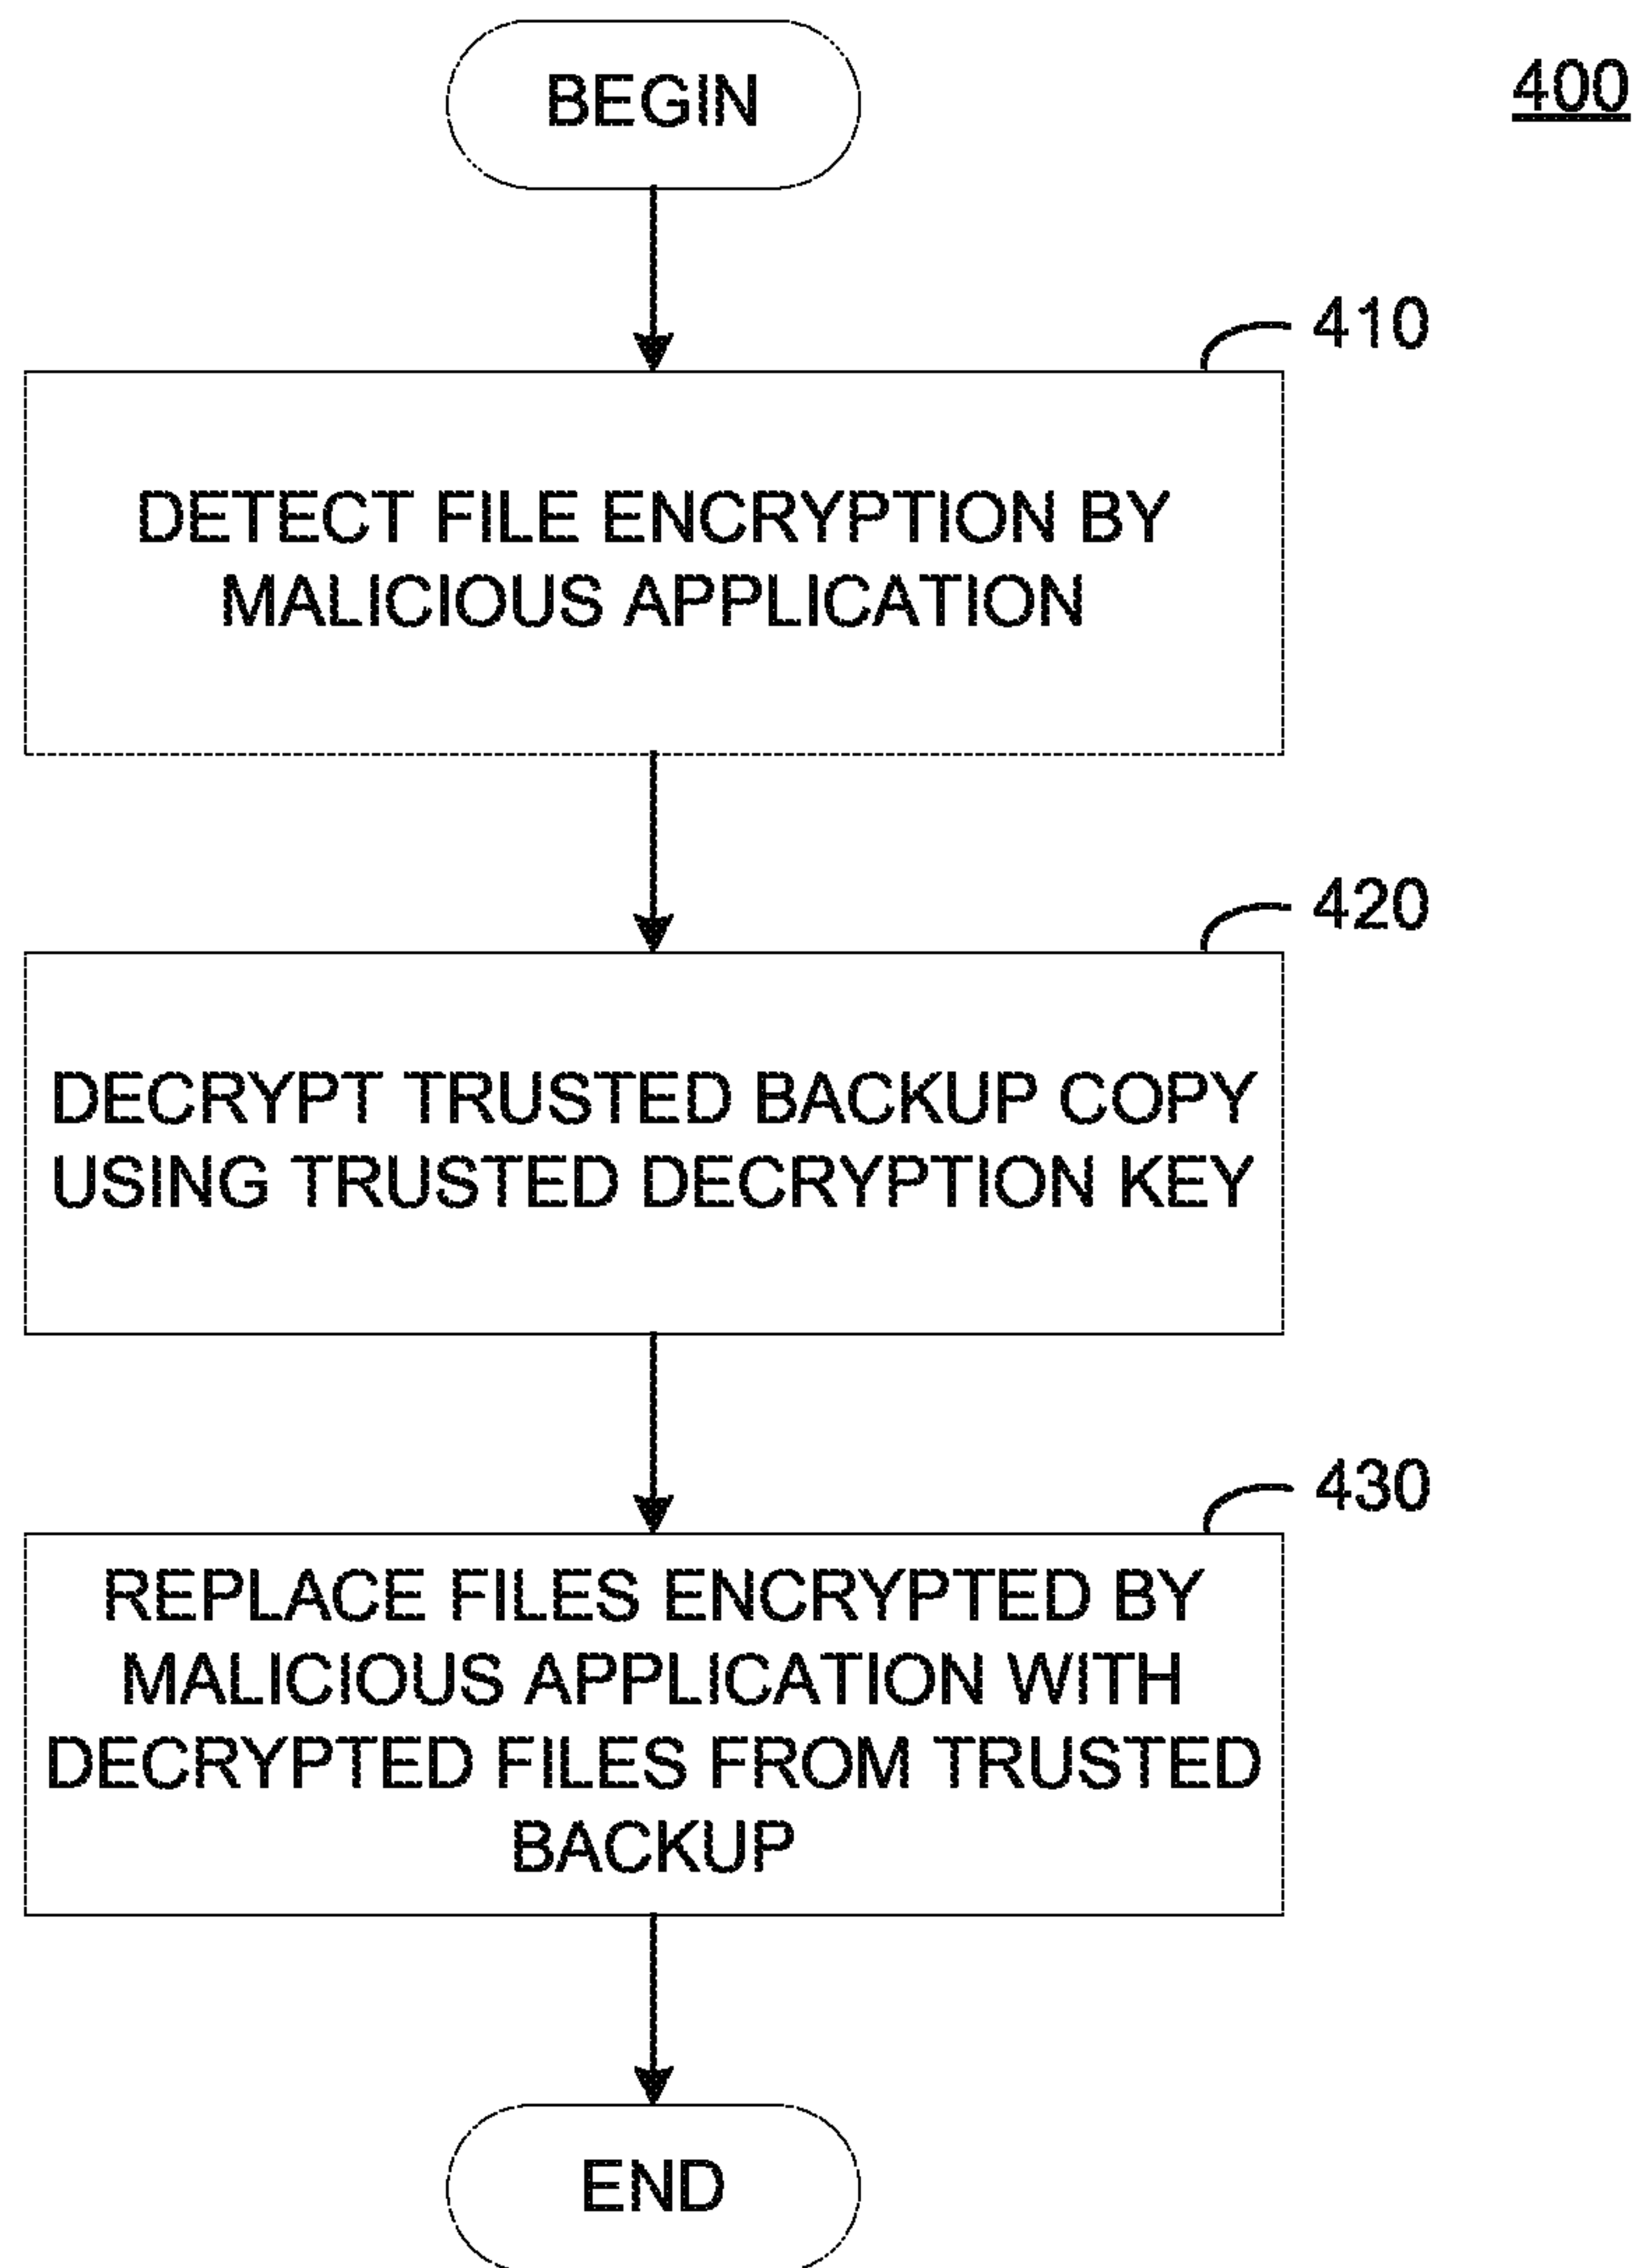 BEGIN
400
410
DETECT FILE ENCRYPTION BY
MALICIOUS APPLICATION
420
DECRYPT TRUSTED BACKUP COPY
USING TRUSTED DECRYPTION KEY
430
REPLACE FILES ENCRYPTED BY
MALICIOUS APPLICATION WITH
DECRYPTED FILES FROM TRUSTED
BACKUP
END